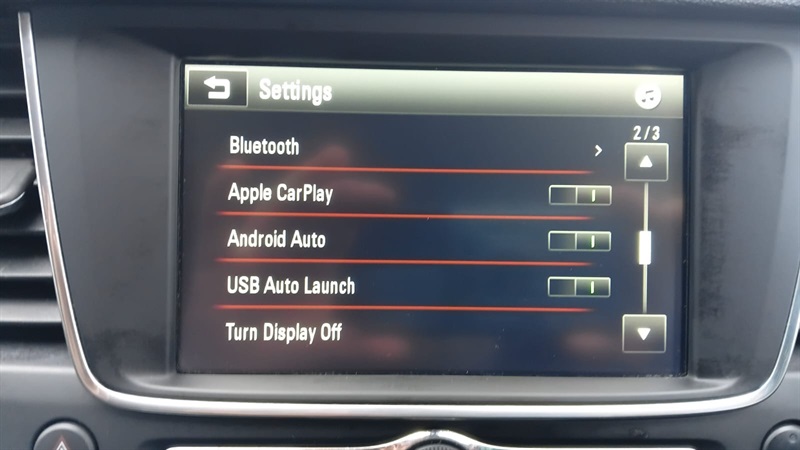 Settings
2/3
Bluetooth
Apple CarPlay
Android Auto
USB Auto Launch
Turn Display Off